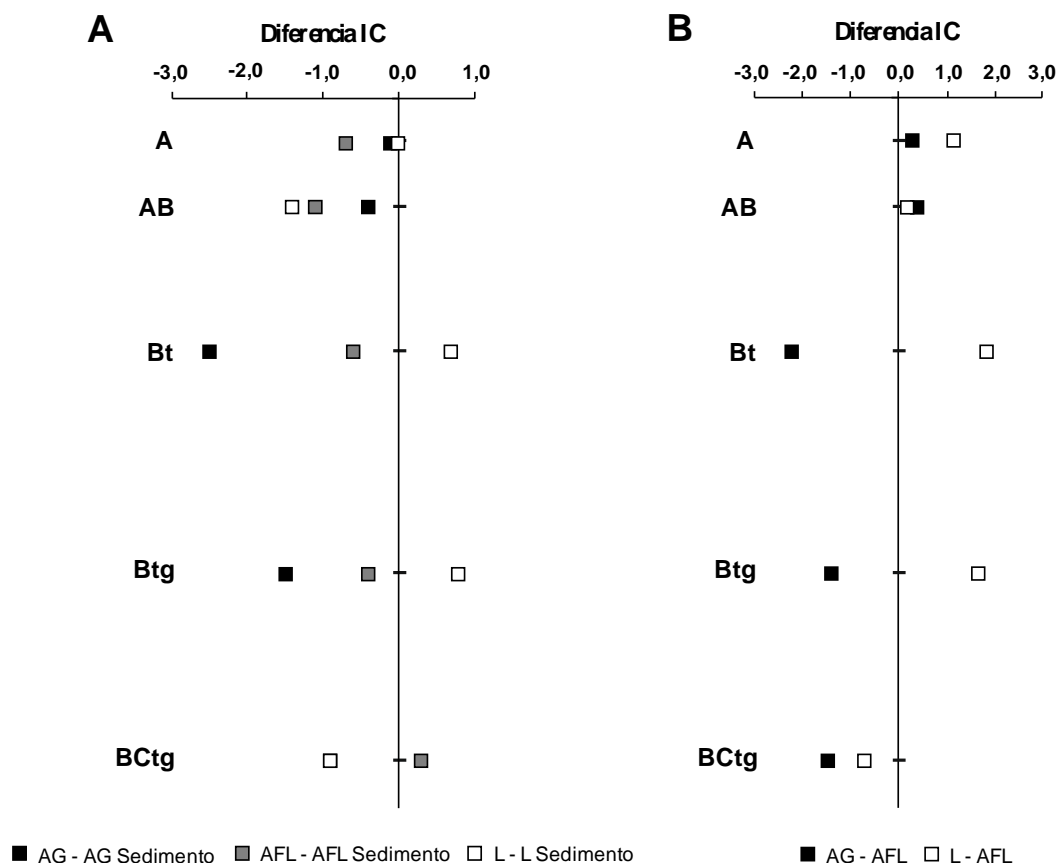 A
Diferencia IC
-3,0 -2,0 -1,0 0,0 1,0
A
AB
Bt
Btg
BCtg
AG - AG Sedimento AFL - AFL Sedimento L - L Sedimento
B
Diferencia IC
-3,0 -2,0 -1,0 0,0 1,0 2,0 3,0
A
AB
Bt
Btg
BCtg
AG - AFL L - AFL